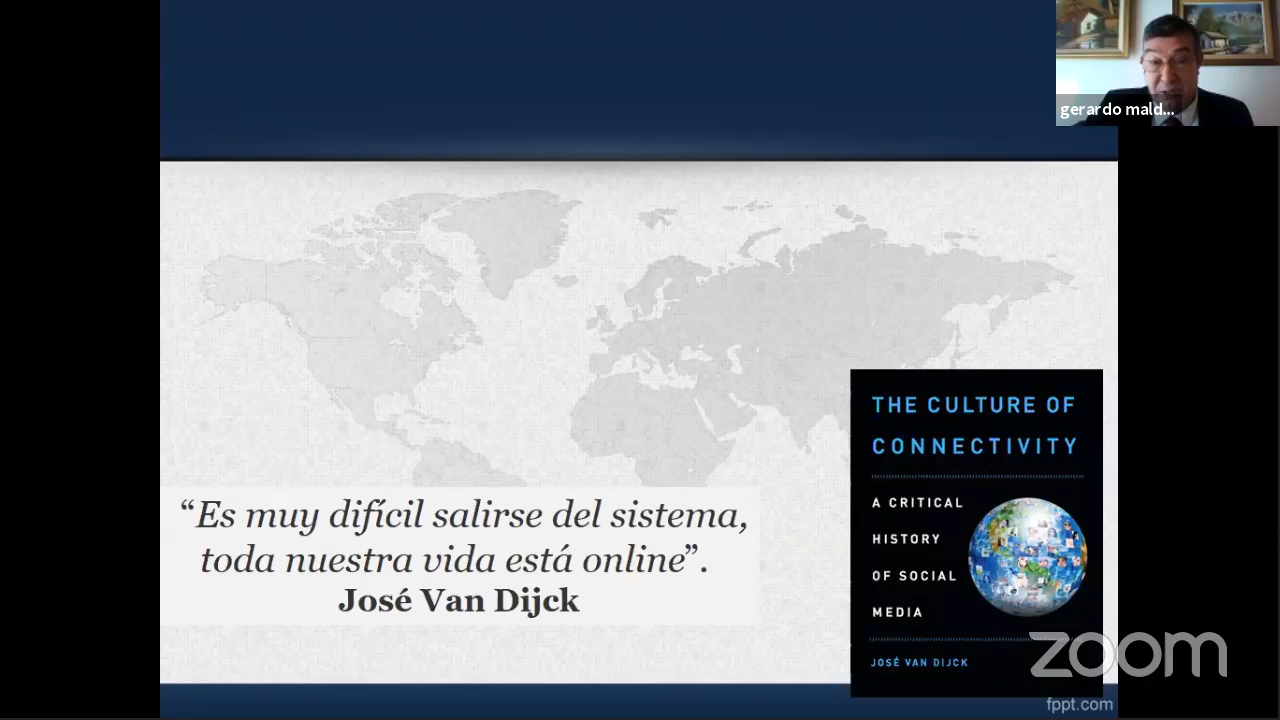 gerardo mald...
THE CULTURE OF
CONNECTIVITY
A CRITICAL
HISTORY
OF SOCIAL
MEDIA
JOSÉ VAN DIJCK
“Es muy difícil salirse del sistema,
toda nuestra vida está online”.
José Van Dijck
zoom
fppt.com